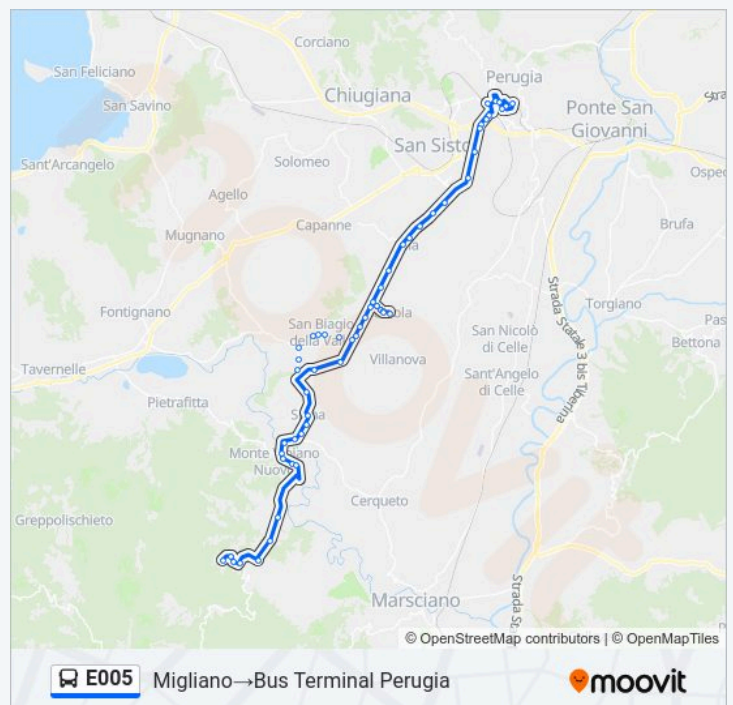 Corciano
San Feliciano
Perugia
Chiugiana
San Savino
Ponte San
Giovanni
San Sisto
Sant'Arcangelo
Solomeo
Agello
Capanne
Brufa
Mugnano
Strada Statale 3 bis Tiberina
Torgiano
Fontignano
San Biagio
della Valle
San Nicolò
di Celle
Bettona
Villanova
Tavernelle
Sant'Angelo
di Celle
Pietrafitta
Monte
Nuovo
Cerqueto
Greppolischieto
Marsciano
© OpenStreetMap contributors | © OpenMapTiles
E005 Migliano→Bus Terminal Perugia
moovit